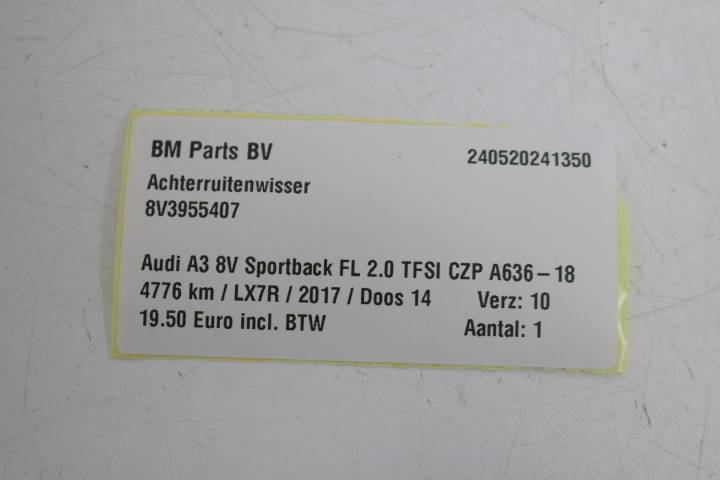 BM Parts BV 240520241350
Achterruitenwisser
8V3955407
Audi A3 8V Sportback FL 2.0 TFSI CZP A636-18
4776 km / LX7R / 2017 / Doos 14 Verz: 10
19.50 Euro incl. BTW Aantal: 1